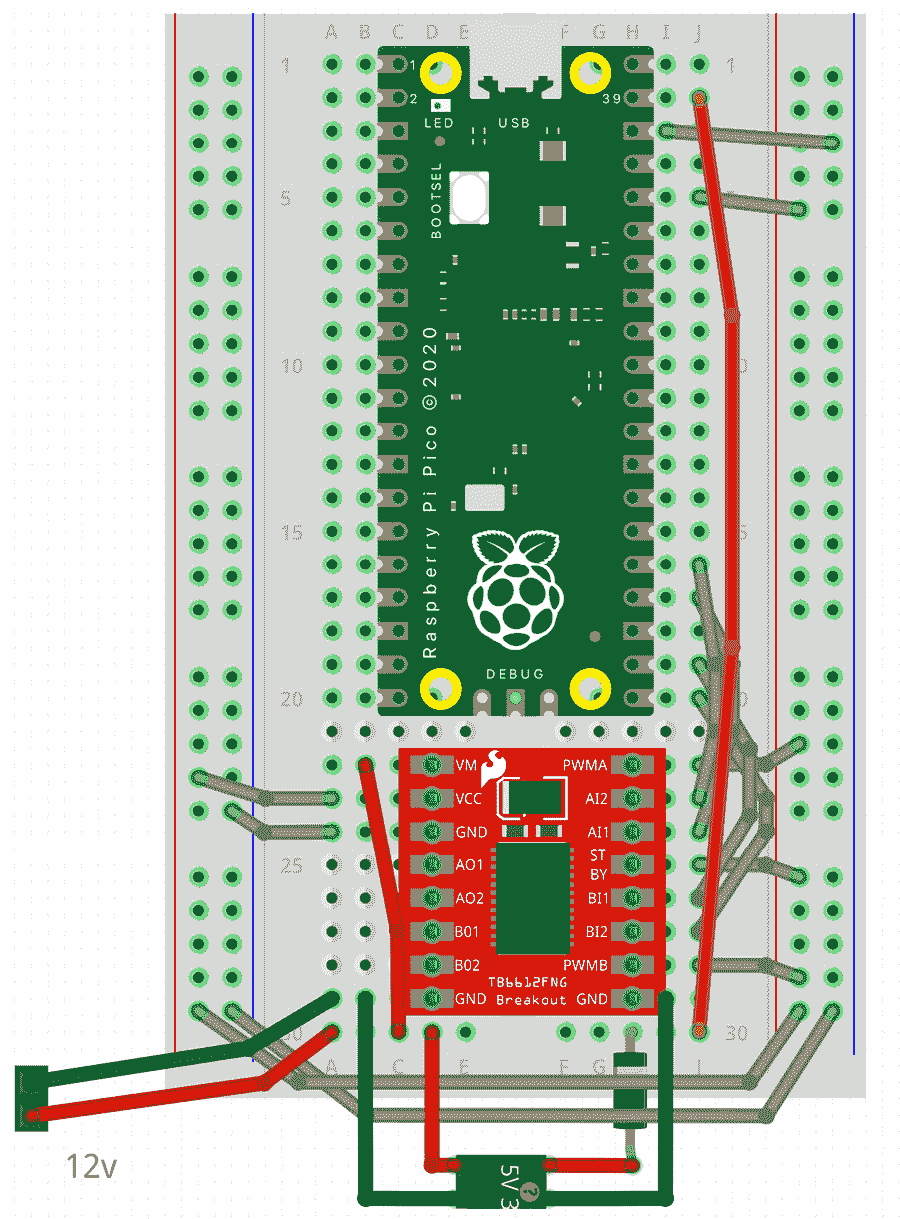 A B C D E F G H I J
1 1 1
2 39
LED USB
BOOTSEL
5
10
Raspberry Pi Pico ©2020
15
DEBUG
20 20
VM PWMA
VCC AI2
GND AI1
25
AO1 ST
BY
AO2 BI1
B01 BI2
B02 PWMB
TB6612FNG
GND Breakout GND
30
A C E F G
12v
5V 3
?